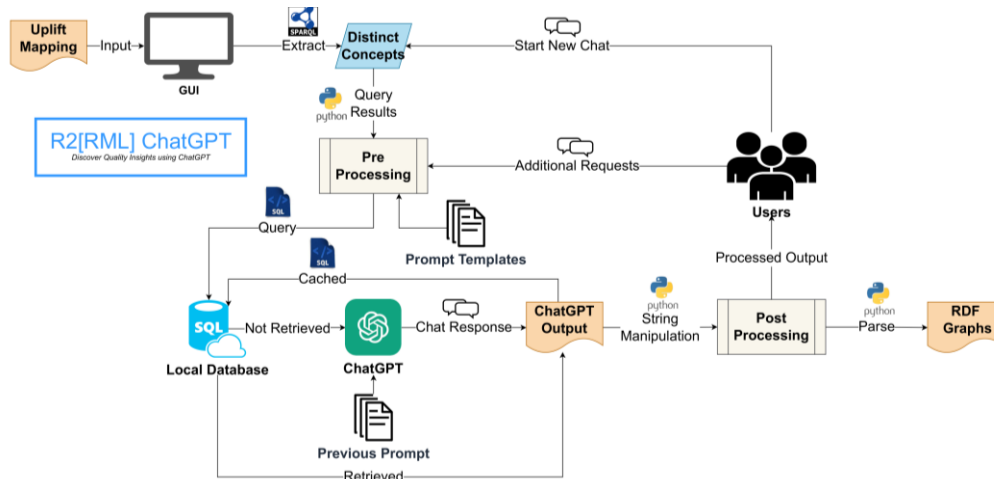 Uplift
Mapping
Input
GUI
SPARQL
Extract
Distinct
Concepts
Start New Chat
python
Query
Results
R2[RML] ChatGPT
Discover Quality Insights using ChatGPT
Pre
Processing
Additional Requests
Users
SQL
Query
Prompt Templates
SQL
Cached
Processed Output
SQL
Local Database
Not Retrieved
ChatGPT
Chat Response
ChatGPT
Output
python
String
Manipulation
Post
Processing
python
Parse
RDF
Graphs
Previous Prompt
Retrieved